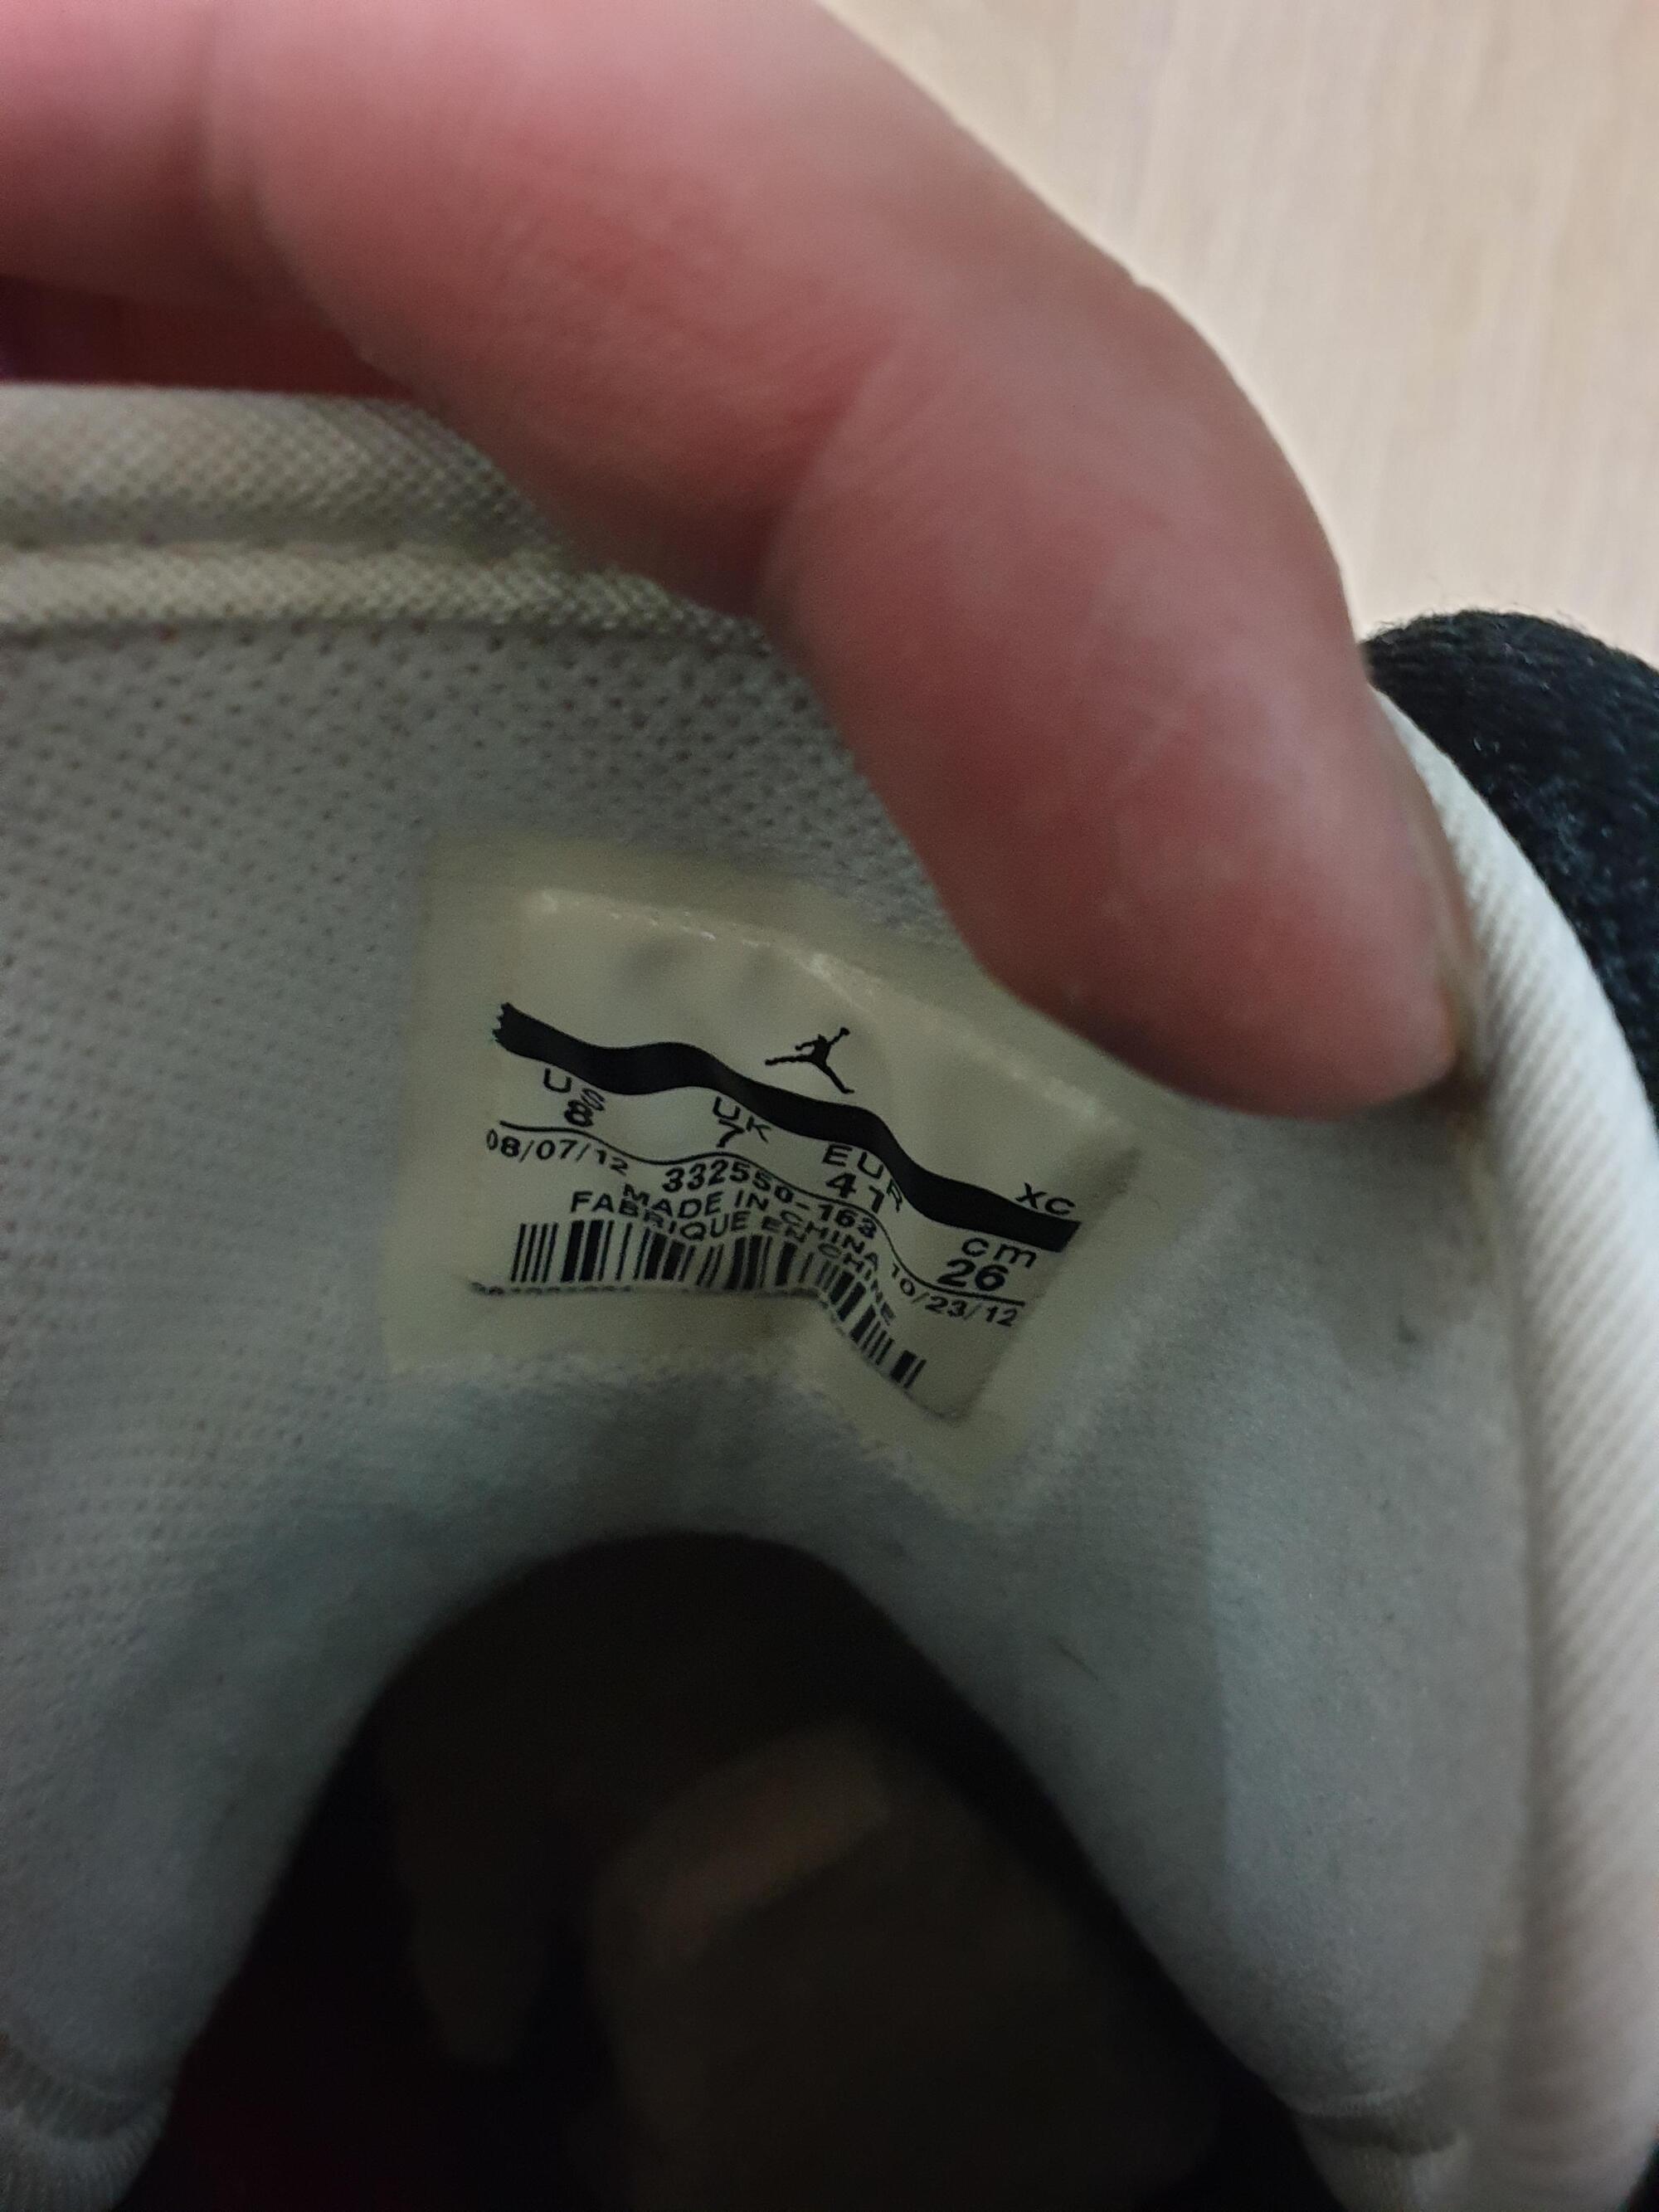 XC
US UK EUR cm
8 7 41 26
08/07/12 332550-163 10/23/12
MADE IN CHINA
FABRIQUE EN CHINE